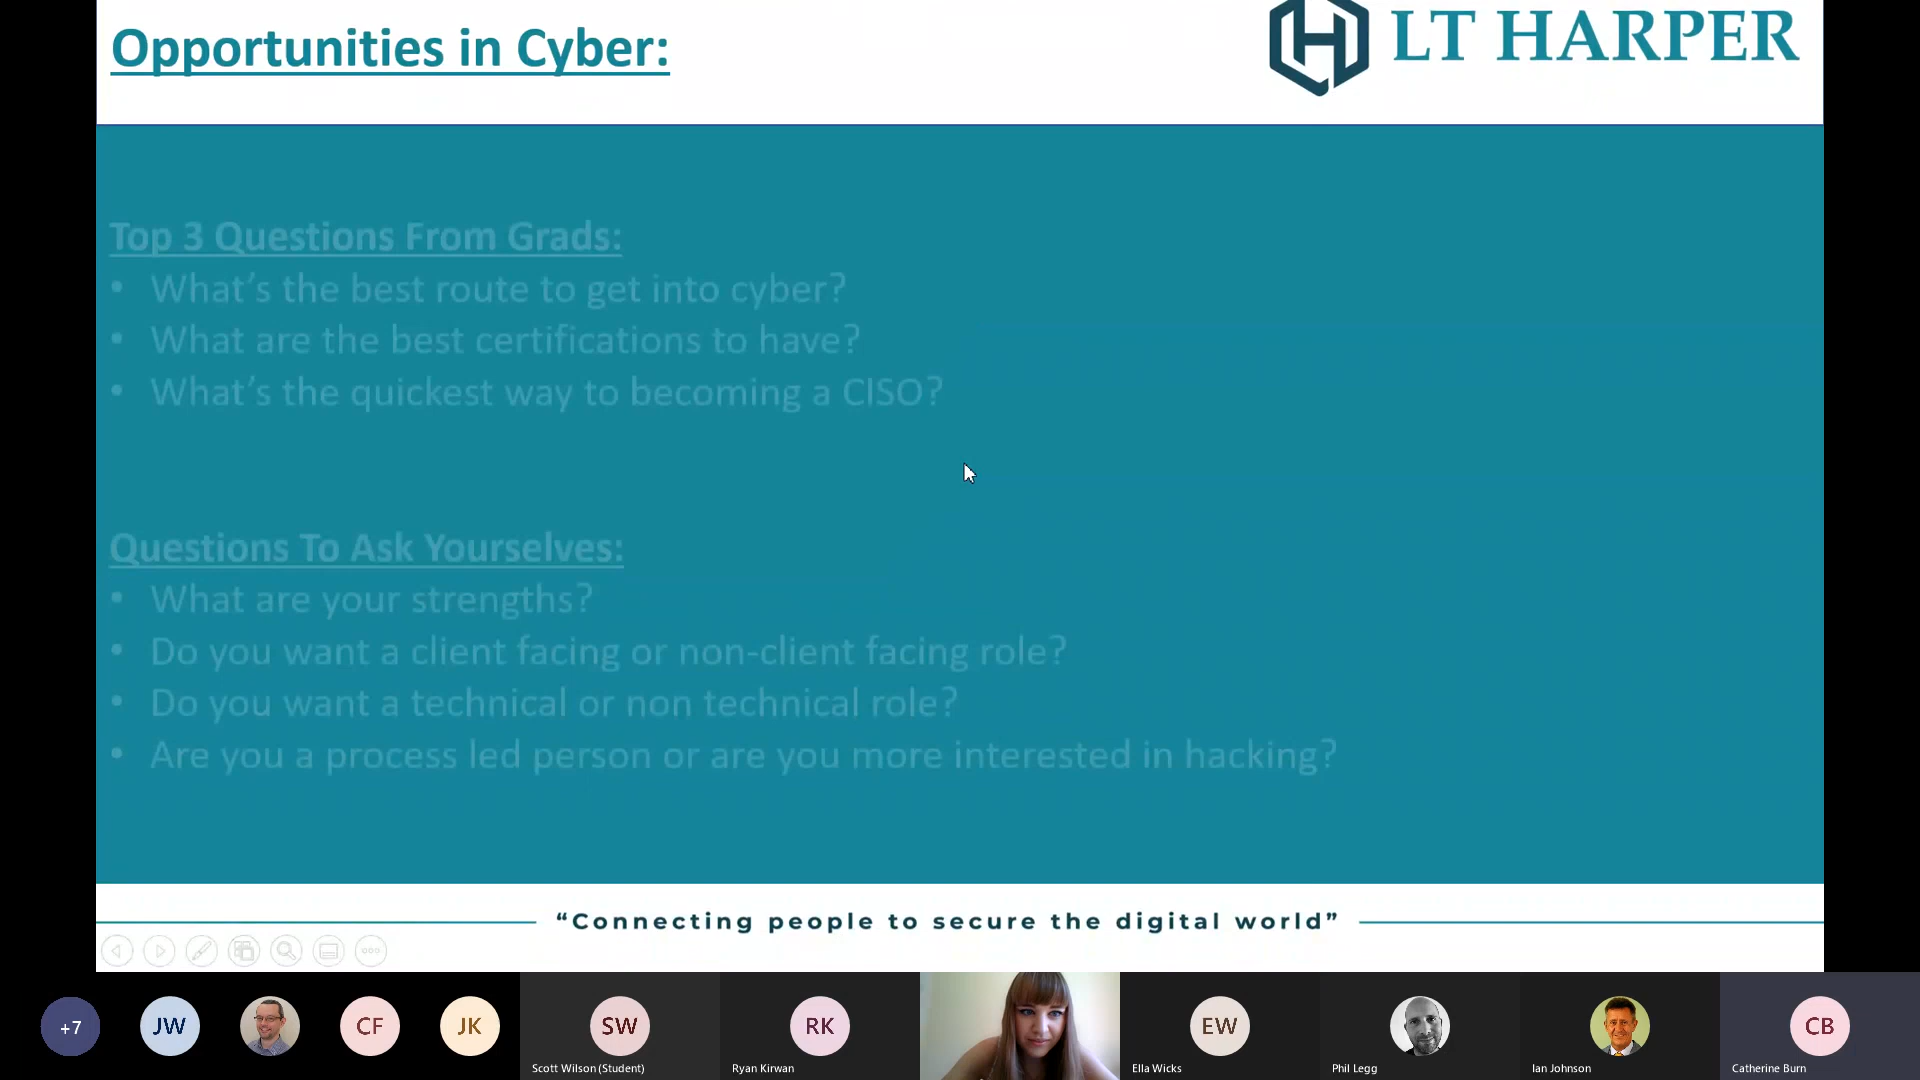 Opportunities in Cyber:
LT HARPER
Top 3 Questions From Grads:
• What's the best route to get into cyber?
• What are the best certifications to have?
• What's the quickest way to becoming a CISO?
Questions To Ask Yourselves:
• What are your strengths?
• Do you want a client facing or non-client facing role?
• Do you want a technical or non technical role?
• Are you a process led person or are you more interested in hacking?
“Connecting people to secure the digital world”
+7
JW
CF
JK
SW
RK
EW
CB
Scott Wilson (Student)
Ryan Kirwan
Ella Wicks
Phil Legg
Ian Johnson
Catherine Burn